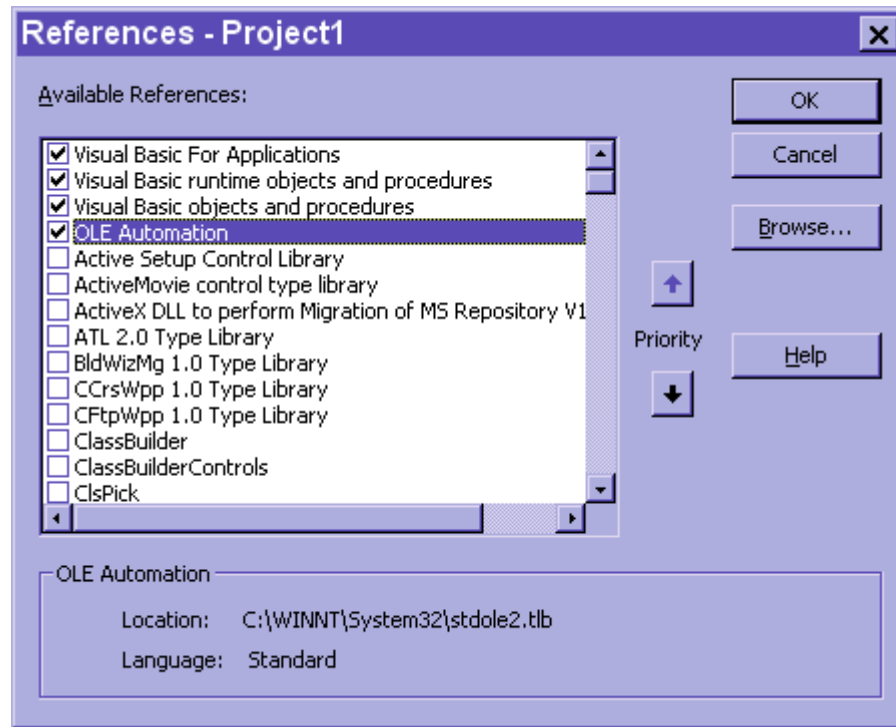 References - Project1
Available References:
Visual Basic For Applications
Visual Basic runtime objects and procedures
Visual Basic objects and procedures
OLE Automation
Active Setup Control Library
ActiveMovie control type library
ActiveX DLL to perform Migration of MS Repository V1
ATL 2.0 Type Library
BldWizMg 1.0 Type Library
CCrsWpp 1.0 Type Library
CFtpWpp 1.0 Type Library
ClassBuilder
ClassBuilderControls
ClsPick
Priority
OK
Cancel
Browse...
Help
OLE Automation
Location: C:\WINNT\System32\stdole2.tlb
Language: Standard